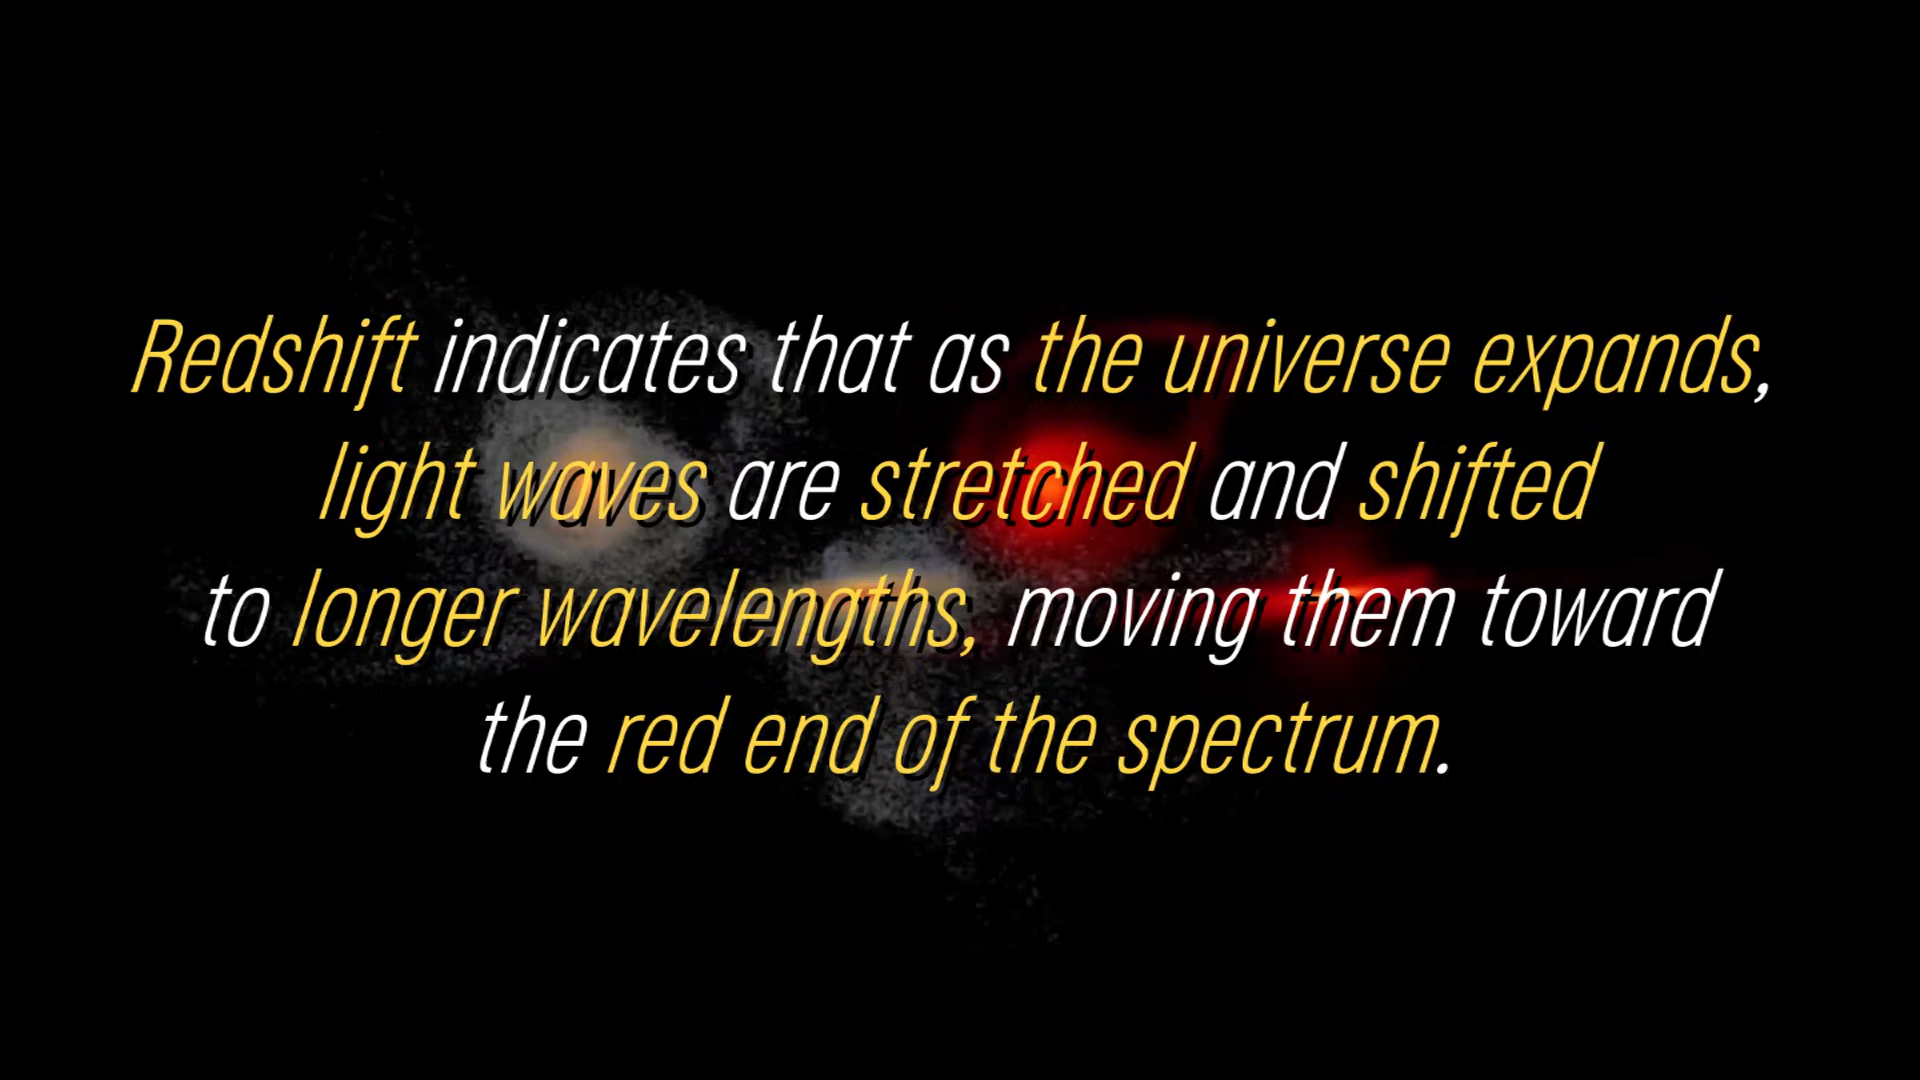 Redshift indicates that as the universe expands,
light waves are stretched and shifted
to longer wavelengths, moving them toward
the red end of the spectrum.